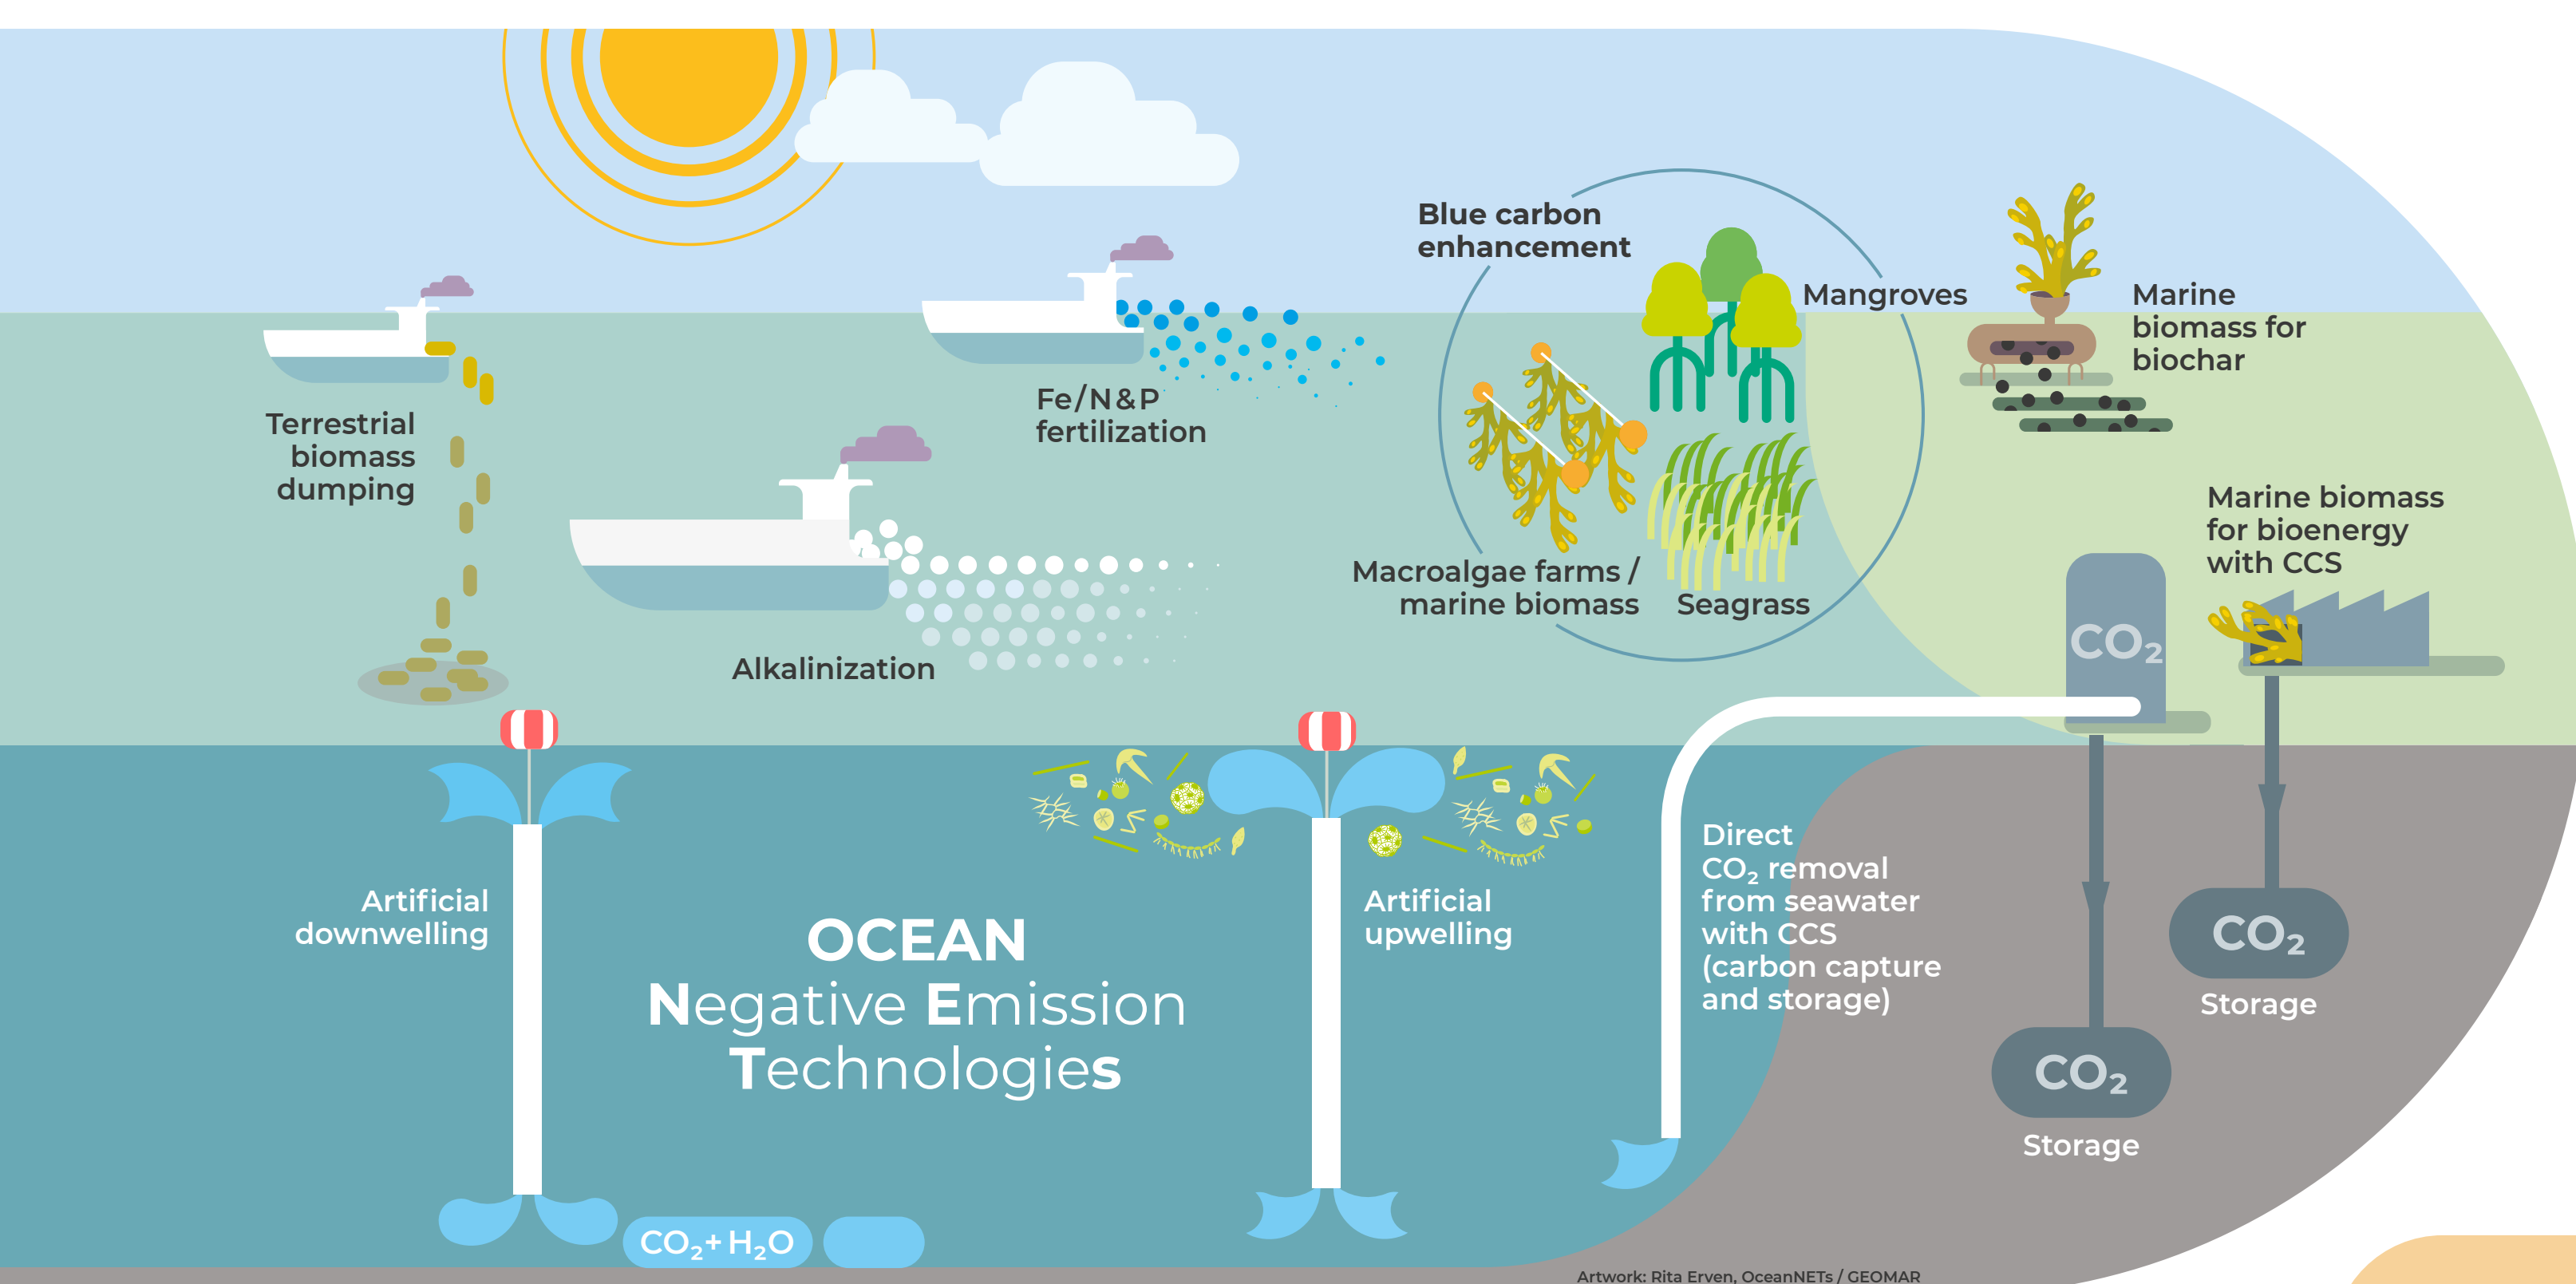 Blue carbon
enhancement
Mangroves
Marine
biomass for
biochar
Terrestrial
biomass
dumping
Fe/N&P
fertilization
Marine biomass
for bioenergy
with CCS
Macroalgae farms /
marine biomass
Seagrass
Alkalinization
CO₂
Artificial
downwelling
OCEAN
Negative Emission
Technologies
Artificial
upwelling
Direct
CO₂ removal
from seawater
with CCS
(carbon capture
and storage)
CO₂
Storage
CO₂
Storage
CO₂+H₂O
Artwork: Rita Erven, OceanNETs / GEOMAR